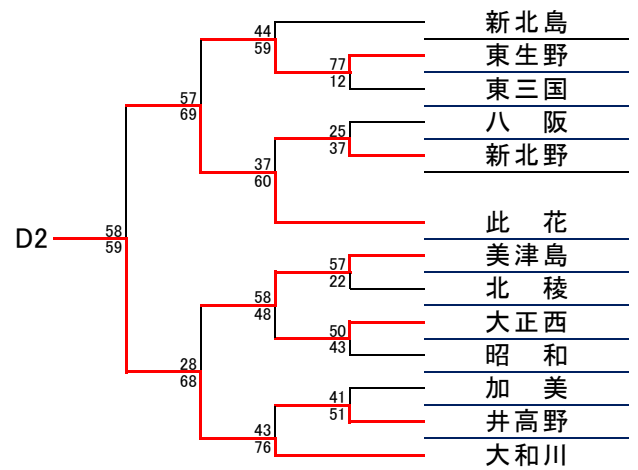 44
新北島
59
東生野
77
12
東三国
57
八　阪
69
25
37
新北野
37
60
此　花
D2
58
59
美津島
57
22
北　稜
58
48
大正西
50
43
昭　和
28
68
加　美
41
51
井高野
43
76
大和川